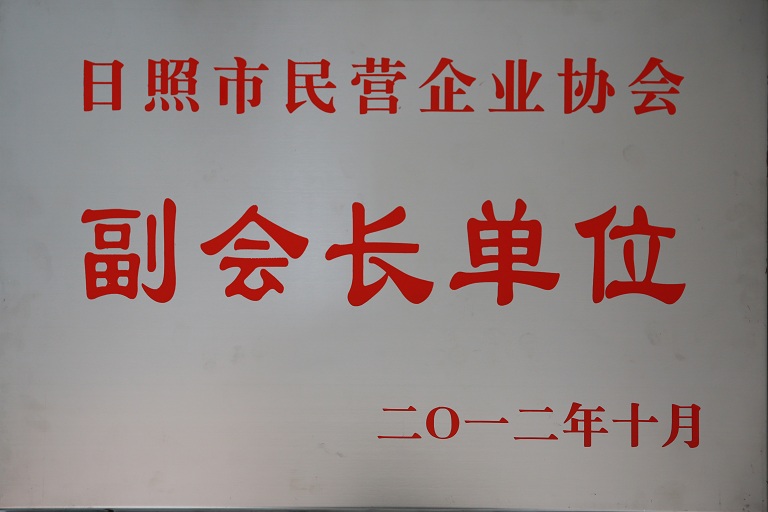 日照市民营企业协会
副会长单位
二〇一二年十月